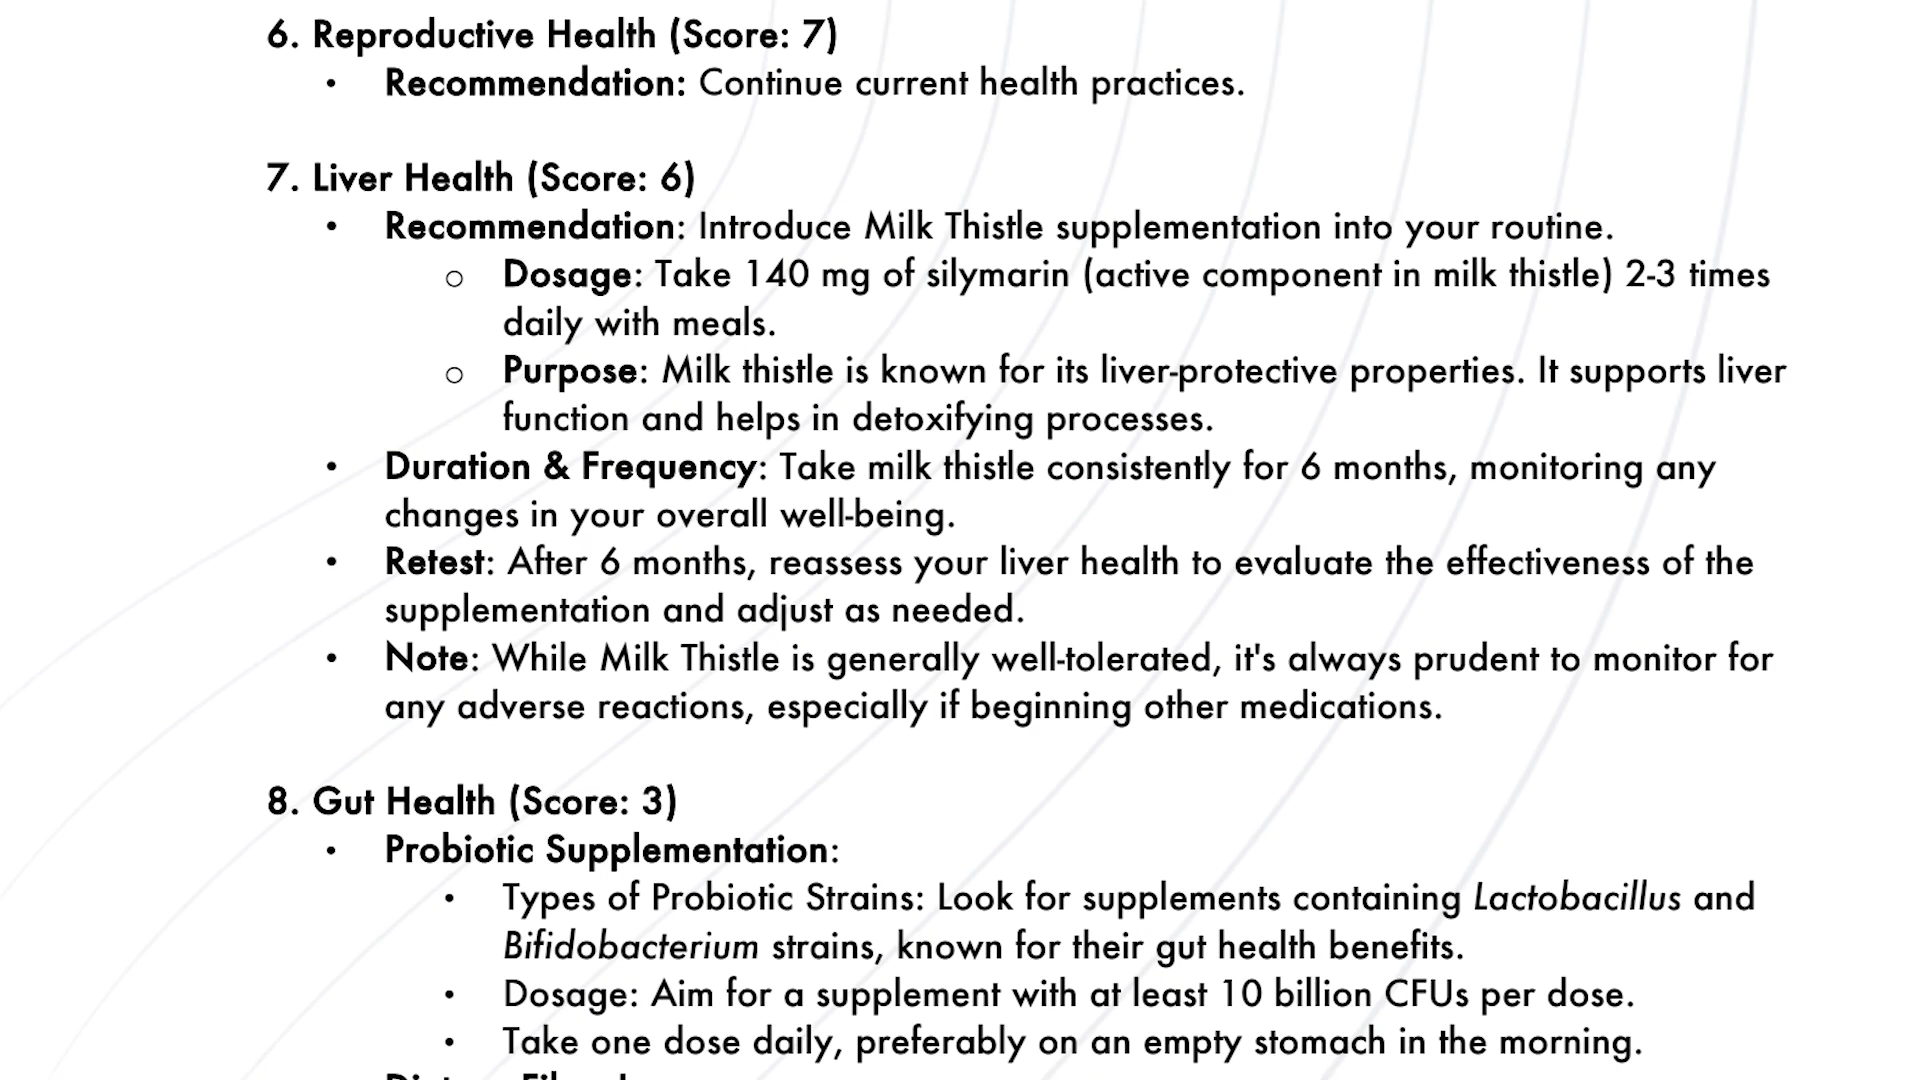 6. Reproductive Health (Score: 7)
• Recommendation: Continue current health practices.
7. Liver Health (Score: 6)
• Recommendation: Introduce Milk Thistle supplementation into your routine.
o Dosage: Take 140 mg of silymarin (active component in milk thistle) 2-3 times
daily with meals.
o Purpose: Milk thistle is known for its liver-protective properties. It supports liver
function and helps in detoxifying processes.
• Duration & Frequency: Take milk thistle consistently for 6 months, monitoring any
changes in your overall well-being.
• Retest: After 6 months, reassess your liver health to evaluate the effectiveness of the
supplementation and adjust as needed.
• Note: While Milk Thistle is generally well-tolerated, it's always prudent to monitor for
any adverse reactions, especially if beginning other medications.
8. Gut Health (Score: 3)
• Probiotic Supplementation:
• Types of Probiotic Strains: Look for supplements containing Lactobacillus and
Bifidobacterium strains, known for their gut health benefits.
• Dosage: Aim for a supplement with at least 10 billion CFUs per dose.
• Take one dose daily, preferably on an empty stomach in the morning.